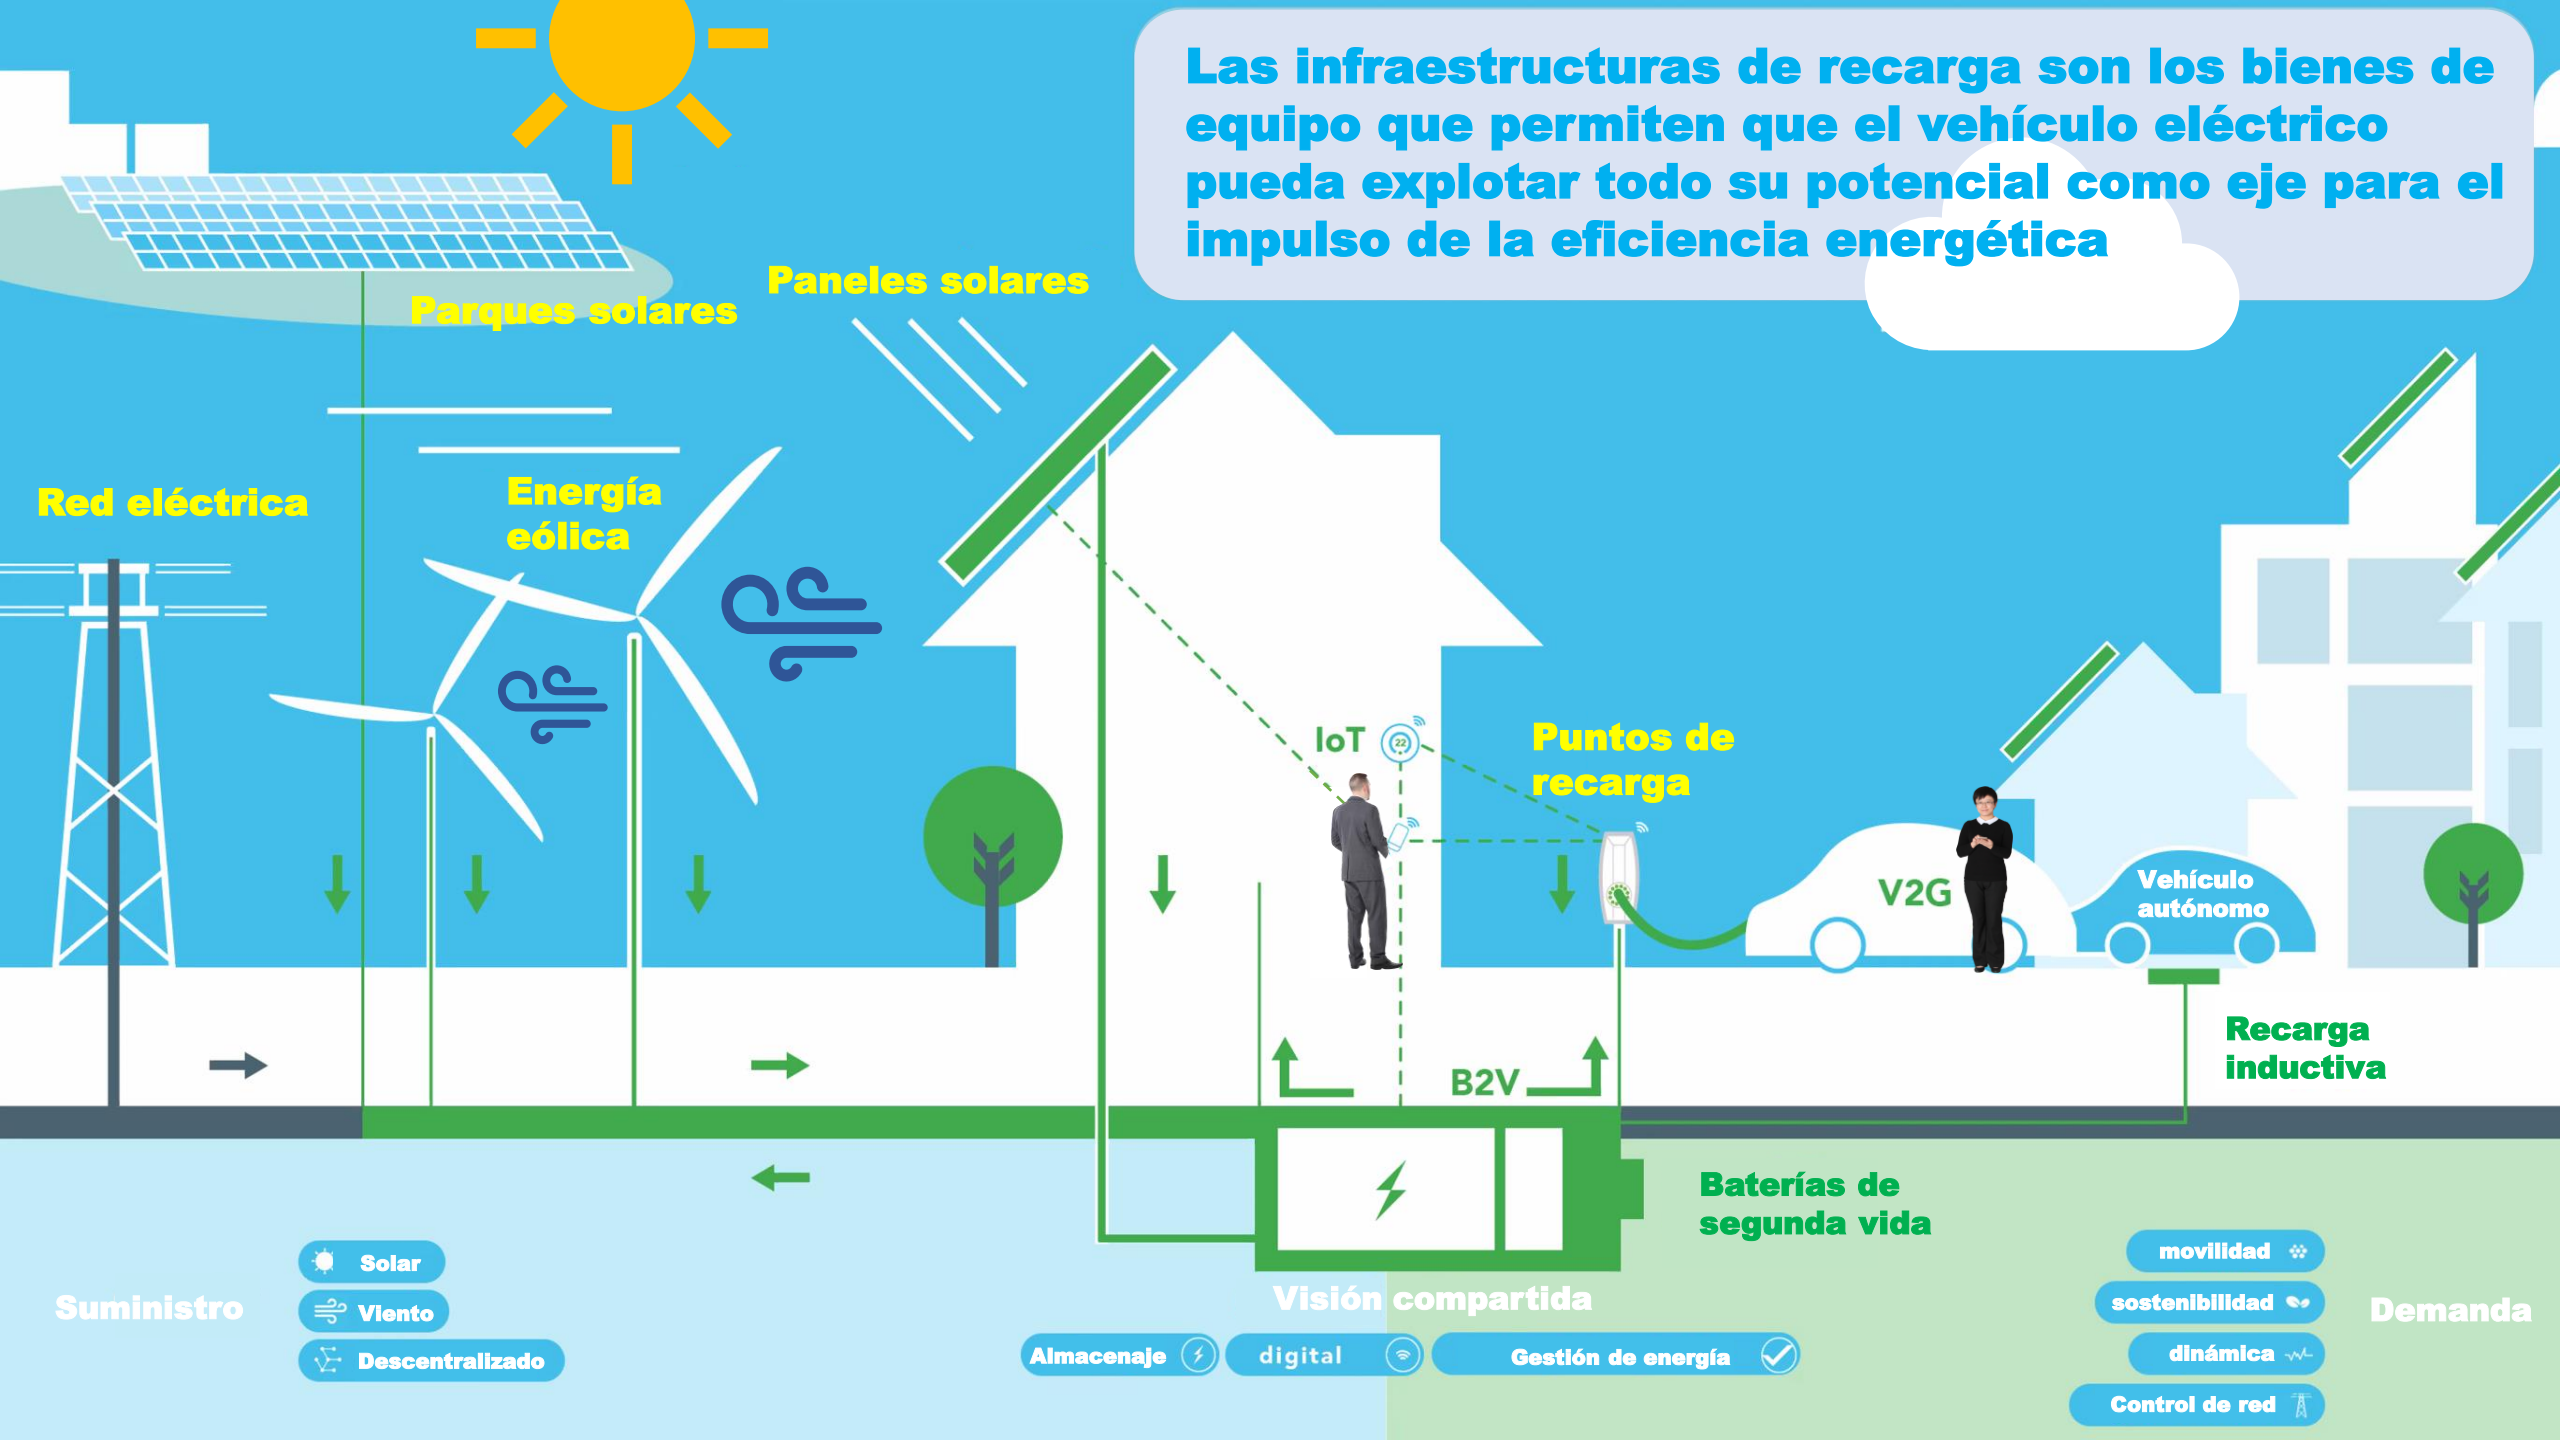 Las infraestructuras de recarga son los bienes de
equipo que permiten que el vehículo eléctrico
pueda explotar todo su potencial como eje para el
impulso de la eficiencia energética
Paneles solares
Parques solares
Red eléctrica
Energía
eólica
IoT
22
Puntos de
recarga
V2G
Vehículo
autónomo
Recarga
inductiva
B2V
Baterías de
segunda vida
Suministro
Solar
Viento
Descentralizado
Visión compartida
Almacenaje
digital
Gestión de energía
movilidad
sostenibilidad
dinámica
Control de red
Demanda